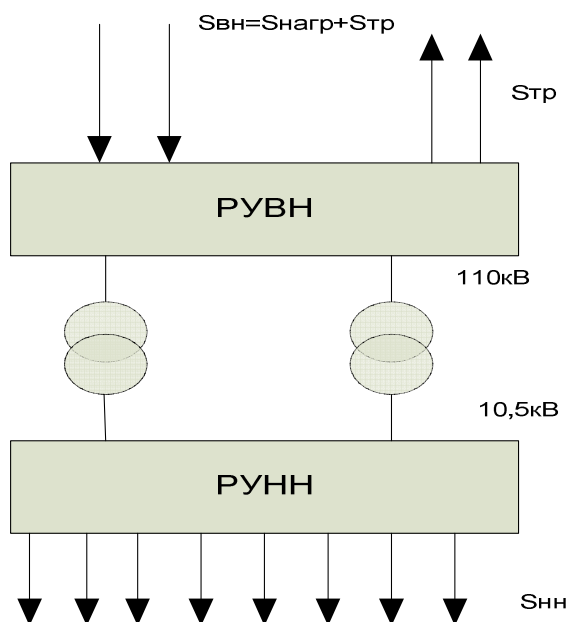 Sвн=Sнагр+Sтр
Sтр
РУВН
110кВ
10,5кВ
РУНН
Sнн